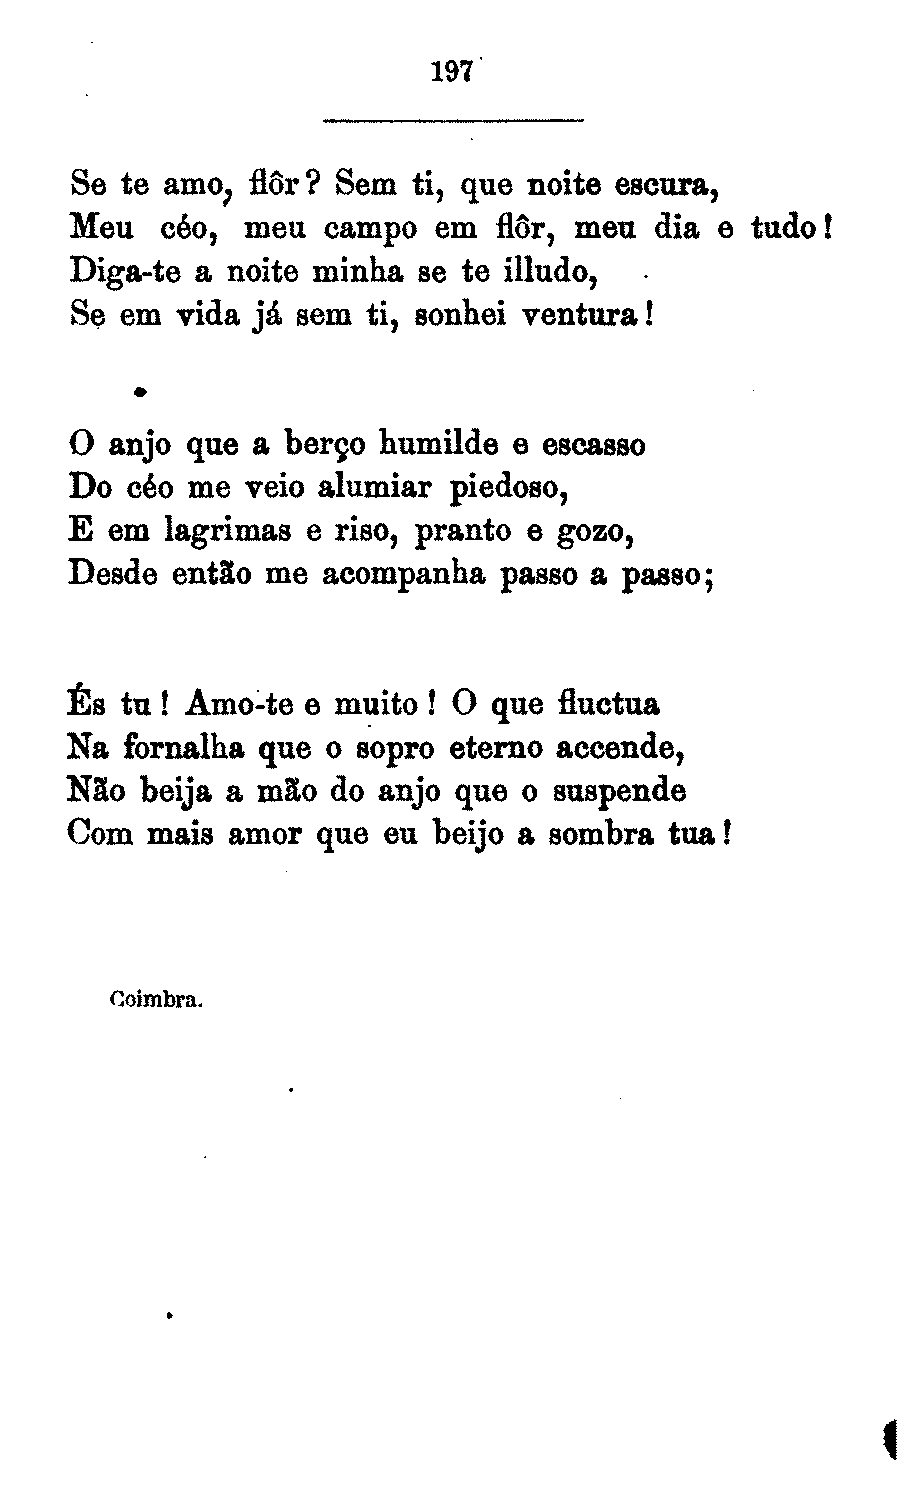 197
Se te amo, flôr? Sem ti, que noite escura,
Meu céo, meu campo em flôr, meu dia e tudo!
Diga-te a noite minha se te illudo,
Se em vida já sem ti, sonhei ventura!
O anjo que a berço humilde e escasso
Do céo me veio alumiar piedoso,
E em lagrimas e riso, pranto e gozo,
Desde então me acompanha passo a passo;
És tu! Amo-te e muito! O que fluctua
Na fornalha que o sopro eterno accende,
Não beija a mão do anjo que o suspende
Com mais amor que eu beijo a sombra tua!
Coimbra.